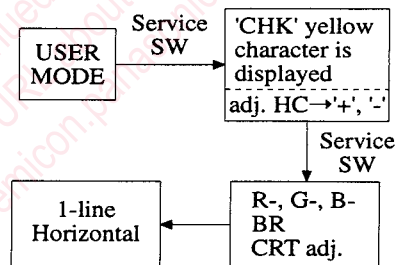 USER
MODE
Service
SW
'CHK' yellow
character is
displayed
adj. HC→'+', '-'
Service
SW
R-, G-, B-
BR
CRT adj.
1-line
Horizontal